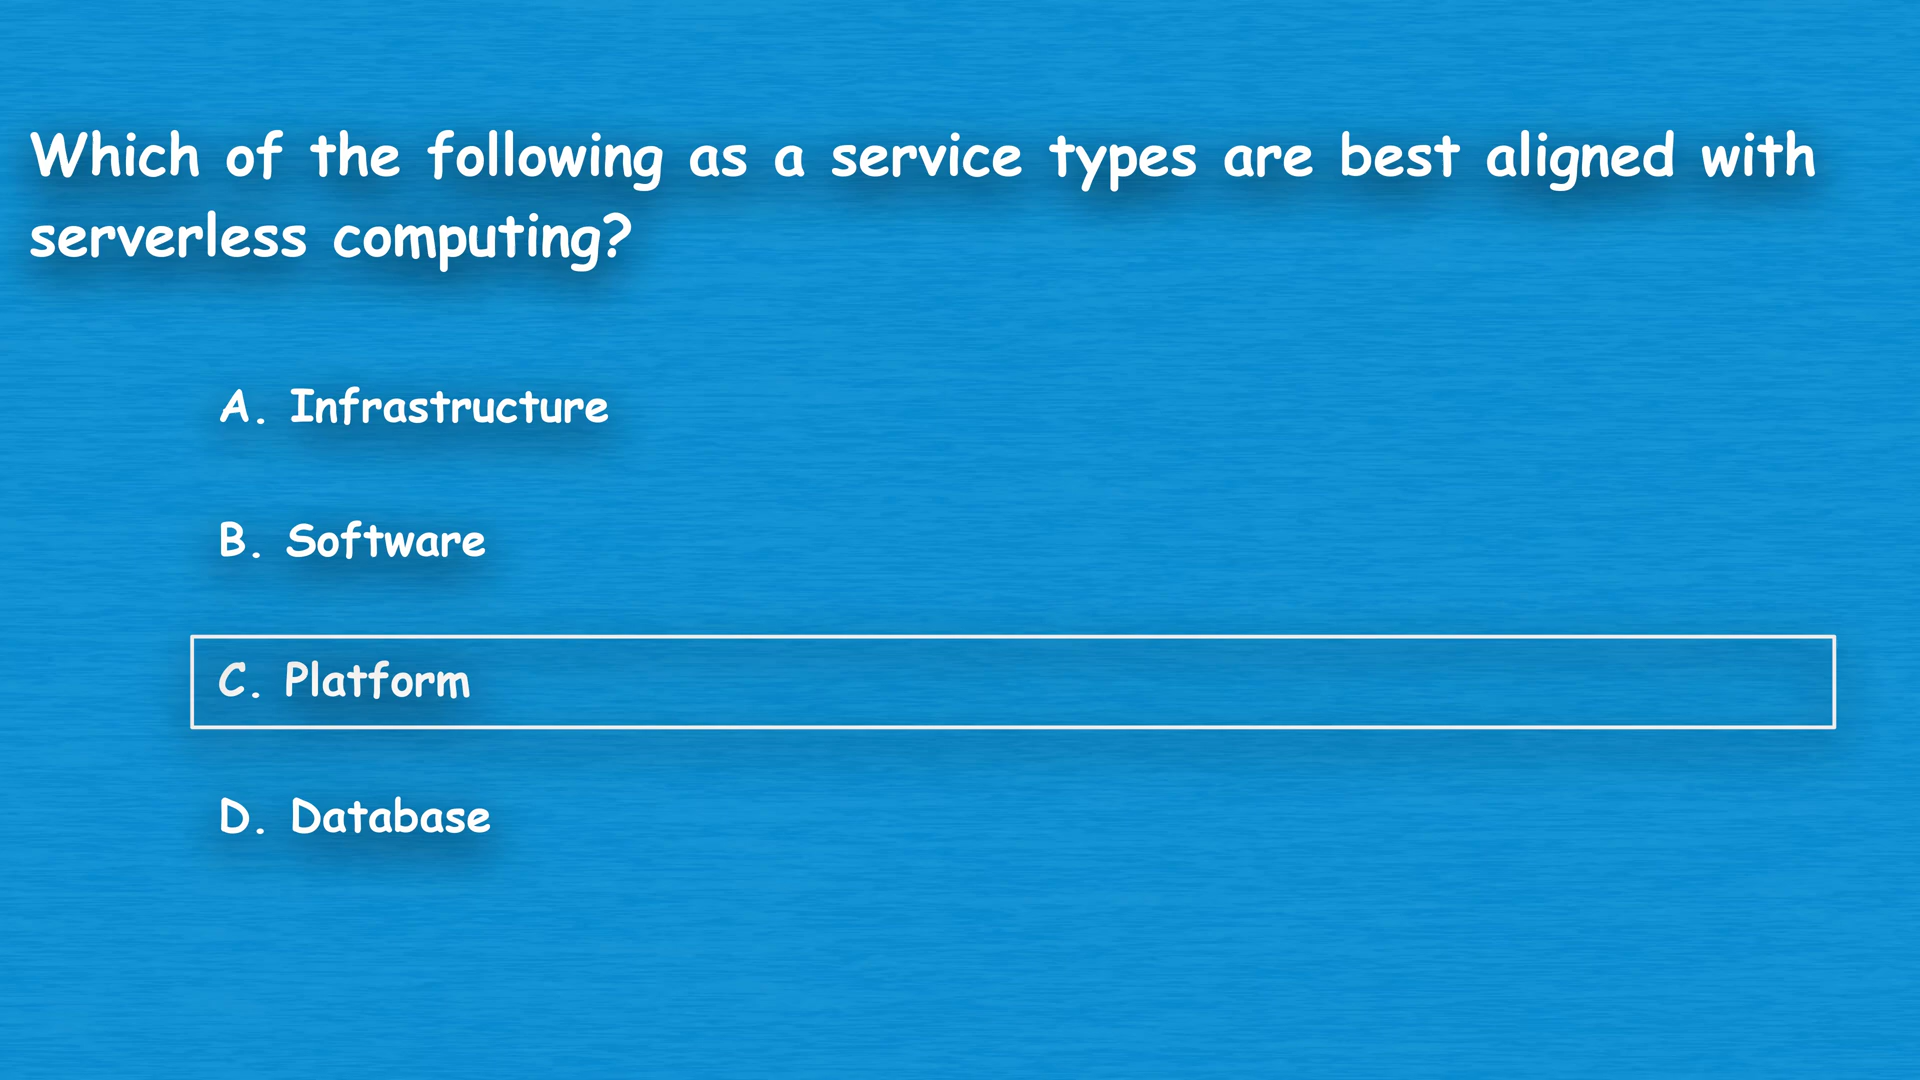 Which of the following as a service types are best aligned with
serverless computing?
A. Infrastructure
B. Software
C. Platform
D. Database